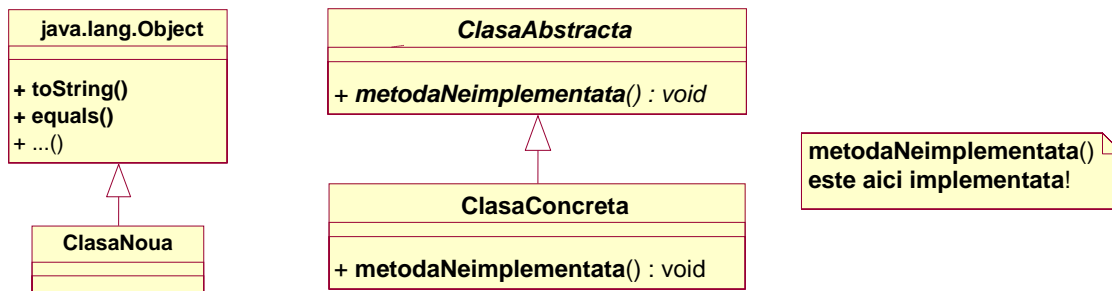 java.lang.Object
+ toString()
+ equals()
+ ...()
ClasaNoua
ClasaAbstracta
+ metodaNeimplementata() : void
ClasaConcreta
+ metodaNeimplementata() : void
metodaNeimplementata()
este aici implementata!